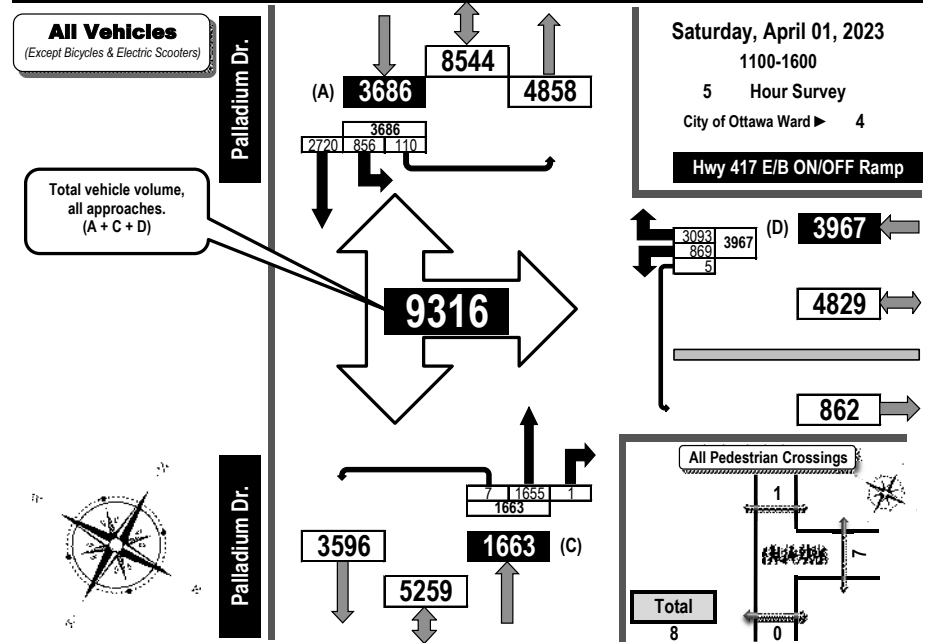 All Vehicles
(Except Bicycles & Electric Scooters)
Palladium Dr.
8544
(A) 3686
4858
3686
2720 856 110
Saturday, April 01, 2023
1100-1600
5 Hour Survey
City of Ottawa Ward ► 4
Hwy 417 E/B ON/OFF Ramp
Total vehicle volume,
all approaches.
(A + C + D)
9316
3093
869
5
3967
(D) 3967
4829
862
7 1655 1
1663
Palladium Dr.
3596
1663 (C)
5259
All Pedestrian Crossings
1
7
Total
8
0